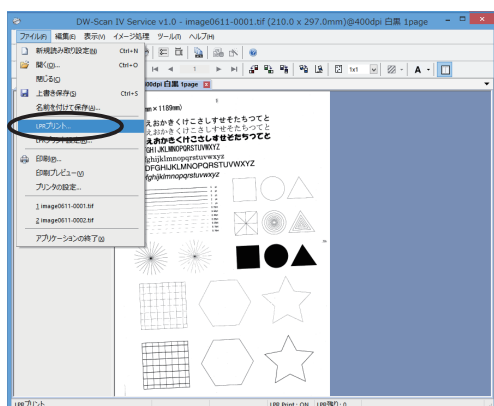 DW-Scan IV Service v1.0 - image0611-0001.tif (210.0 x 297.0mm)@400dpi 白黒 1page
ファイル(F) 編集(E) 表示(V) イメージ処理 ツール(T) ヘルプ(H)
新規読み取り設定(N) Ctrl+N
開く(O)... Ctrl+O
閉じる(C)
上書き保存(S) Ctrl+S
名前を付けて保存(A)...
LPRプリント...
LPRプリント設定(R)...
印刷(P)...
印刷プレビュー(V)
プリンタの設定...
1 image0611-0001.tif
2 image0611-0002.tif
アプリケーションの終了(X)
1
1x1
A
00dpi 白黒 1page
mm×1189mm)
えおかきくけこさしすせそたちつてと
えおかきくけこさしすせそたちつてと
えおかきくけこさしすせそたちつてと
GHIJKLMNOPQRSTUVWXYZ
fghijklmnopqrstuvwxyz
DFGHIJKLMNOPQRSTUVWXYZ
fghijklmnopqrstuvwxyz
LPRプリント
LPR Print : ON LPR残り: 0